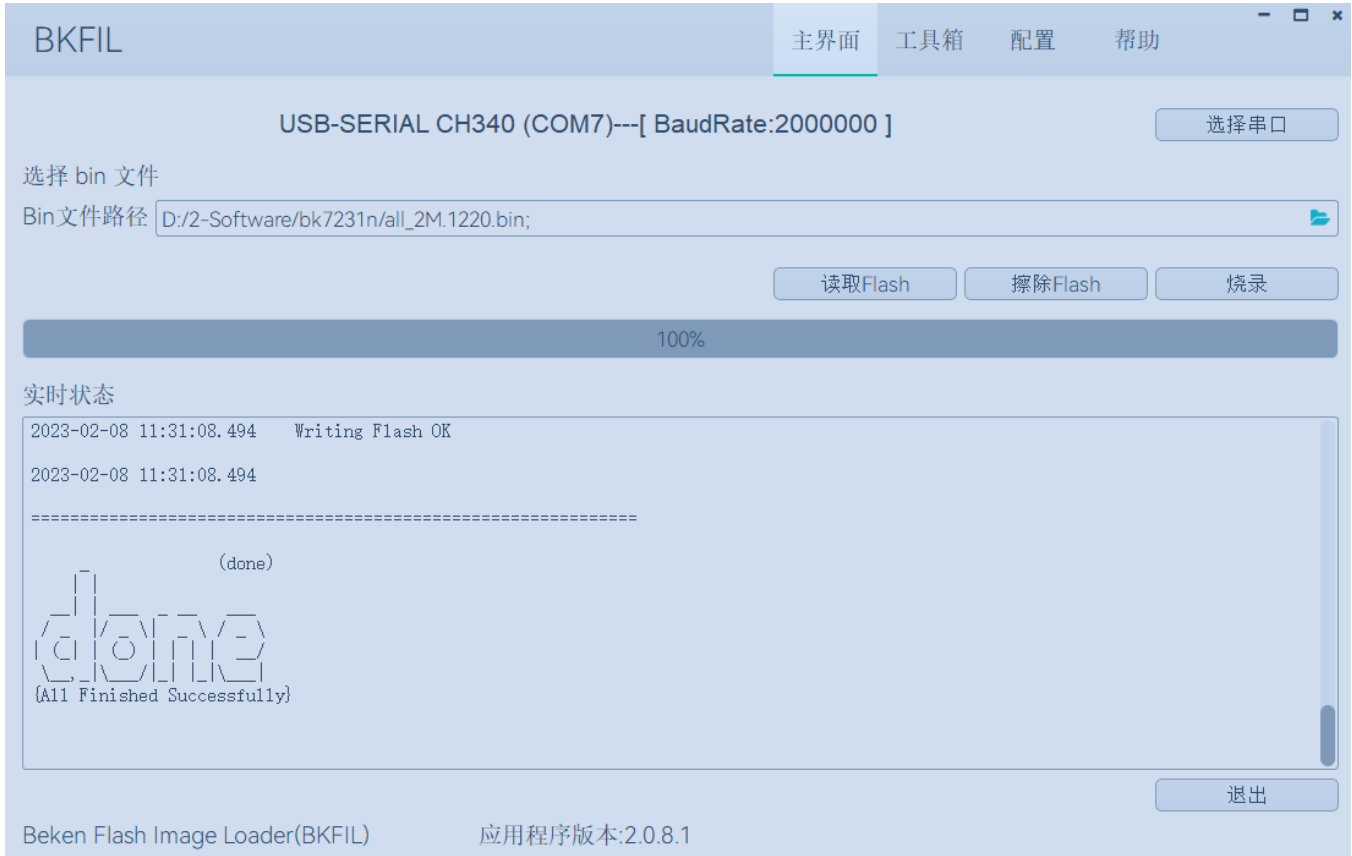 BKFIL 主界面 工具箱 配置 帮助
USB-SERIAL CH340 (COM7)---[ BaudRate:2000000 ] 选择串口
选择 bin 文件
Bin文件路径 D:/2-Software/bk7231n/all_2M.1220.bin;
读取Flash 擦除Flash 烧录
100%
实时状态
2023-02-08 11:31:08.494 Writing Flash OK
2023-02-08 11:31:08.494
==============================================================
(done)
done
{All Finished Successfully}
退出
Beken Flash Image Loader(BKFIL) 应用程序版本:2.0.8.1